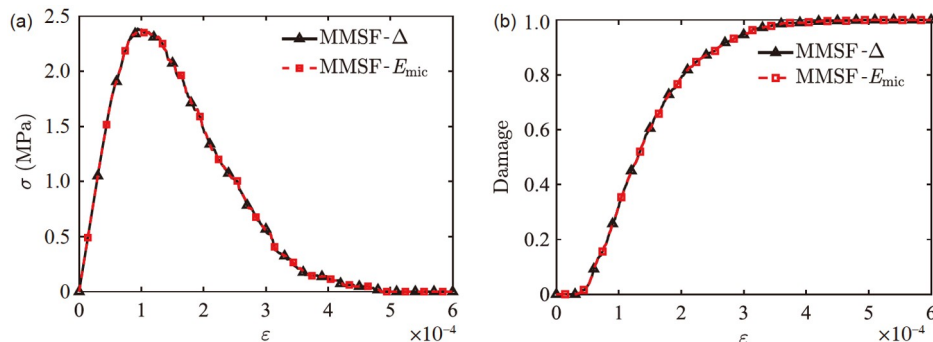 (a)
MMSF-Δ
MMSF-E_mic
σ (MPa)
2.5
2.0
1.5
1.0
0.5
0.0
0 1 2 3 4 5 6
ε ×10⁻⁴
(b)
MMSF-Δ
MMSF-E_mic
Damage
1.0
0.8
0.6
0.4
0.2
0
0 1 2 3 4 5 6
ε ×10⁻⁴